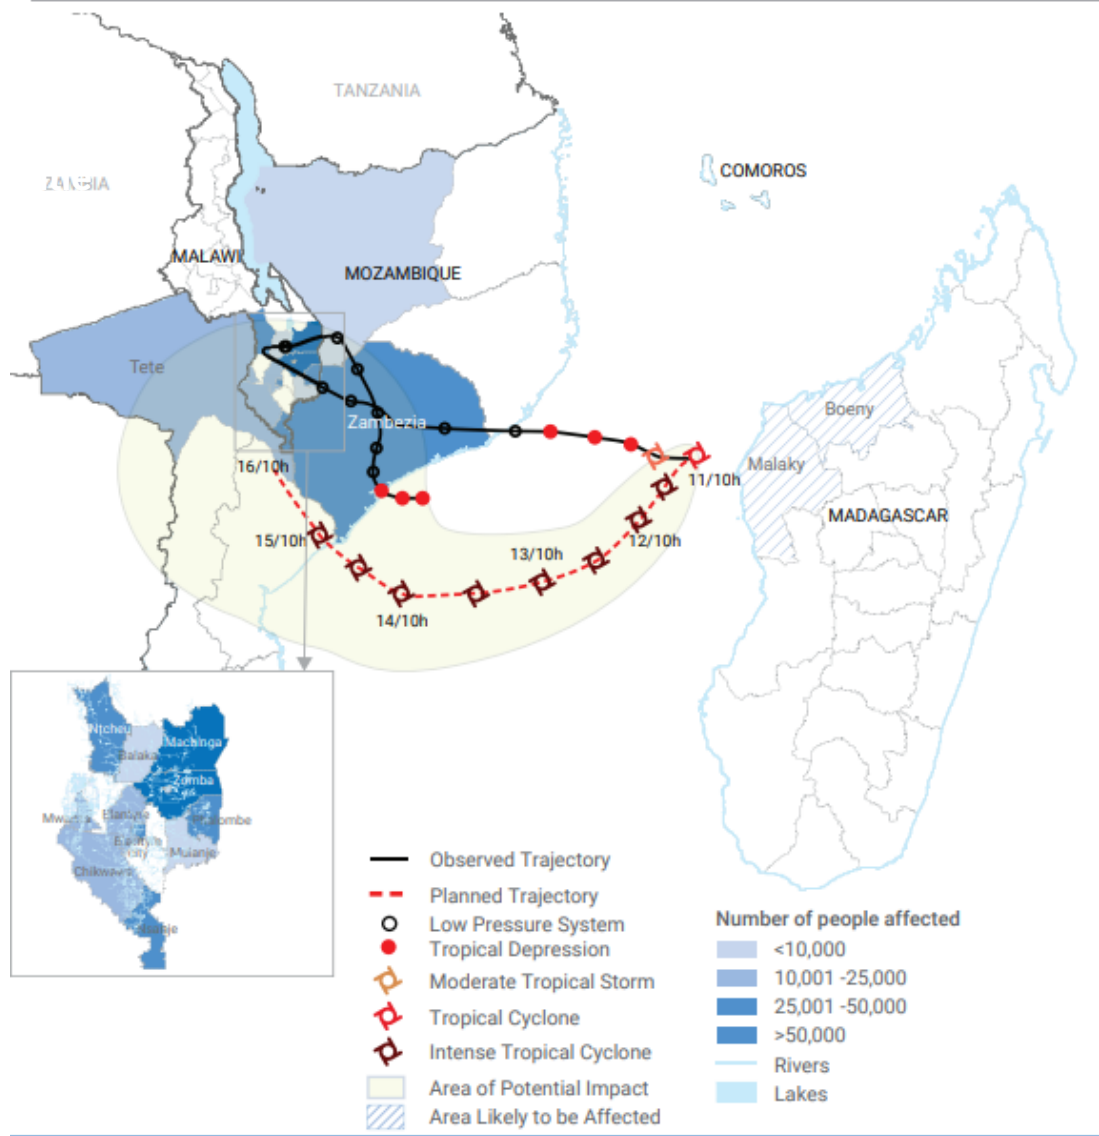 TANZANIA
COMOROS
MALAWI
MOZAMBIQUE
Tete
Zambezia
Boeny
Malaky
16/10h
11/10h
MADAGASCAR
15/10h
12/10h
13/10h
14/10h
Ntcheu
Machinga
Balaka
Zomba
Mulanje
Observed Trajectory
Planned Trajectory
Low Pressure System
Tropical Depression
Moderate Tropical Storm
Tropical Cyclone
Intense Tropical Cyclone
Area of Potential Impact
Area Likely to be Affected
Number of people affected
<10,000
10,001 -25,000
25,001 -50,000
>50,000
Rivers
Lakes